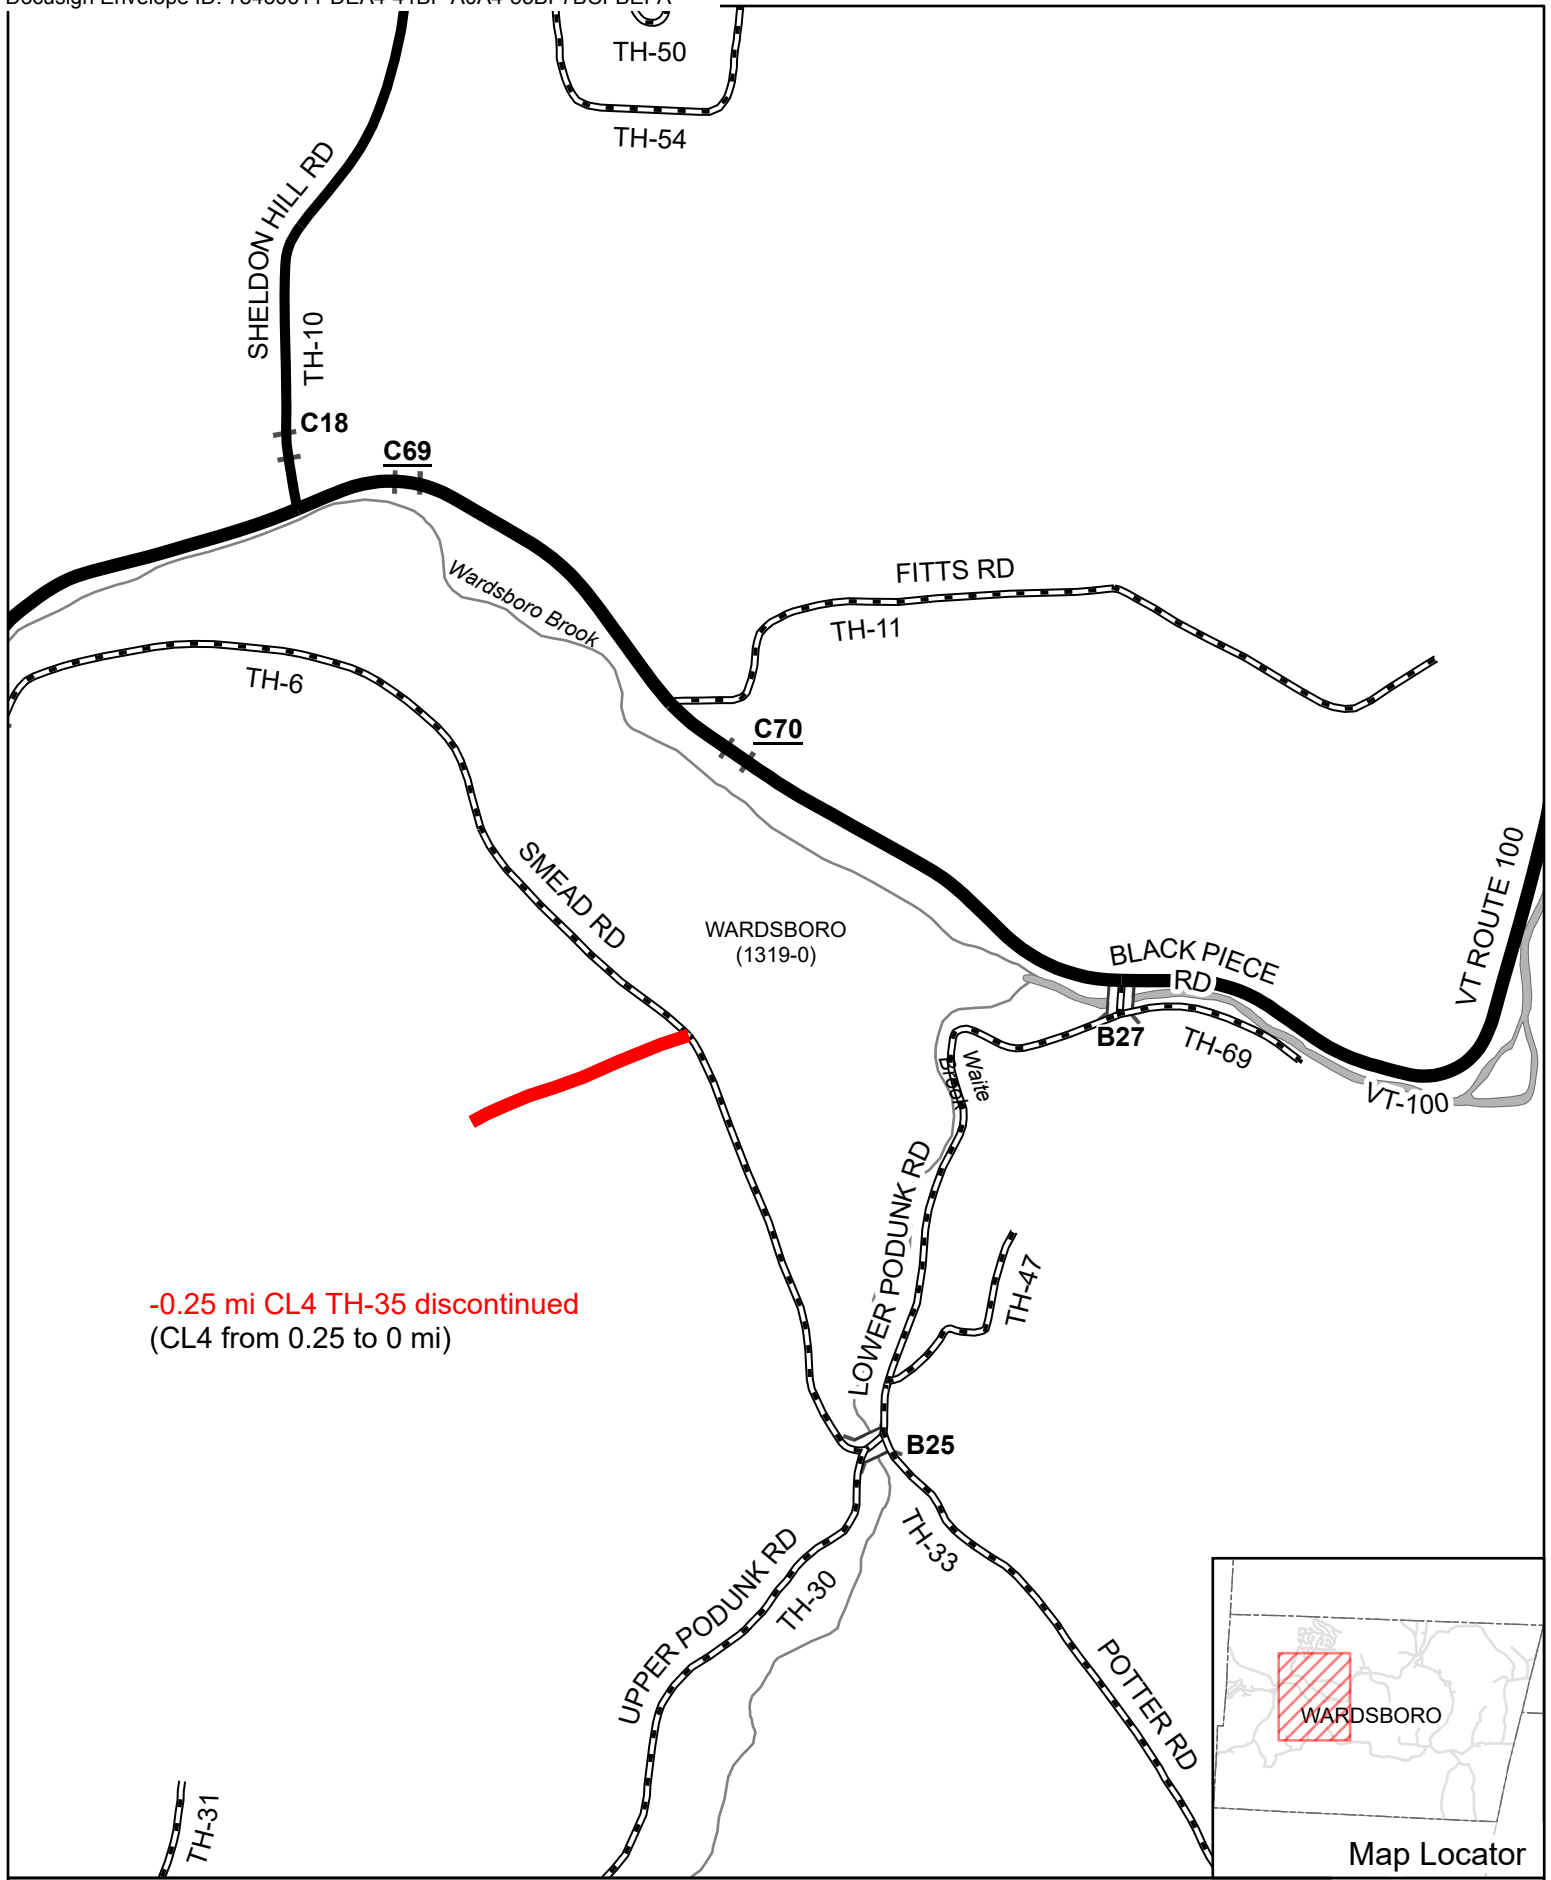 TH-50
TH-54
SHELDON HILL RD
TH-10
C18
C69
Wardsboro Brook
FITTS RD
TH-11
TH-6
C70
SMEAD RD
WARDSBORO
(1319-0)
VT ROUTE 100
BLACK PIECE
RD
B27
TH-69
VT-100
Waite
Brook
LOWER PODUNK RD
TH-47
-0.25 mi CL4 TH-35 discontinued
(CL4 from 0.25 to 0 mi)
B25
TH-33
UPPER PODUNK RD
TH-30
POTTER RD
TH-31
WARDSBORO
Map Locator